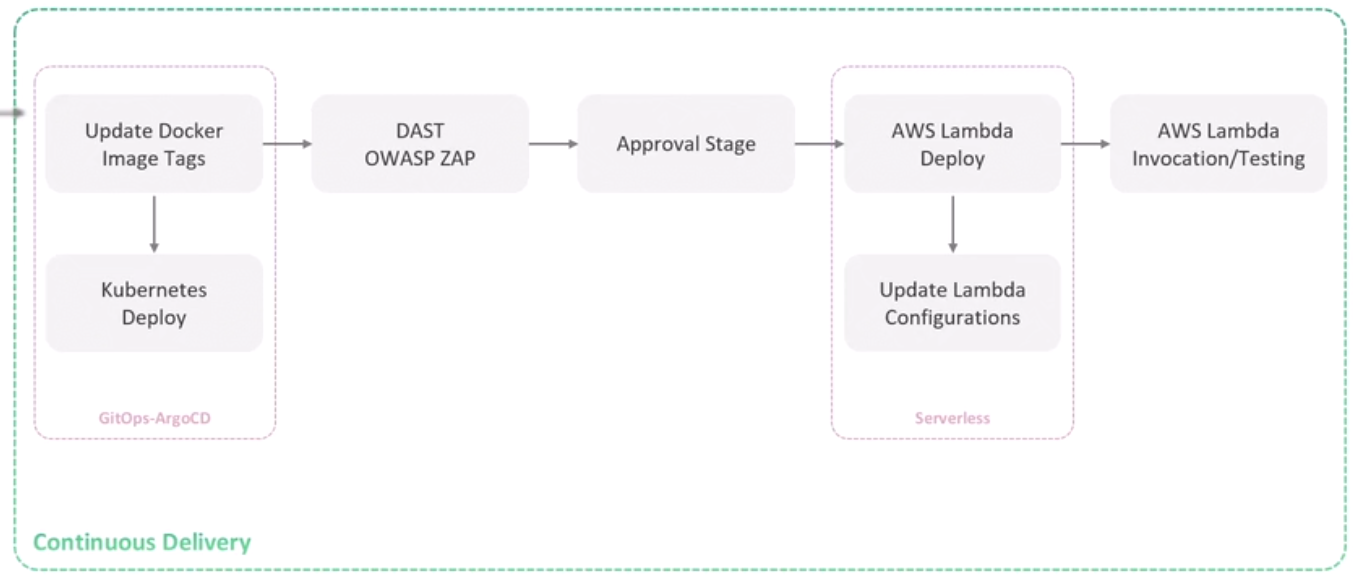 Update Docker
Image Tags
DAST
OWASP ZAP
Approval Stage
AWS Lambda
Deploy
AWS Lambda
Invocation/Testing
Kubernetes
Deploy
Update Lambda
Configurations
GitOps-ArgoCD
Serverless
Continuous Delivery